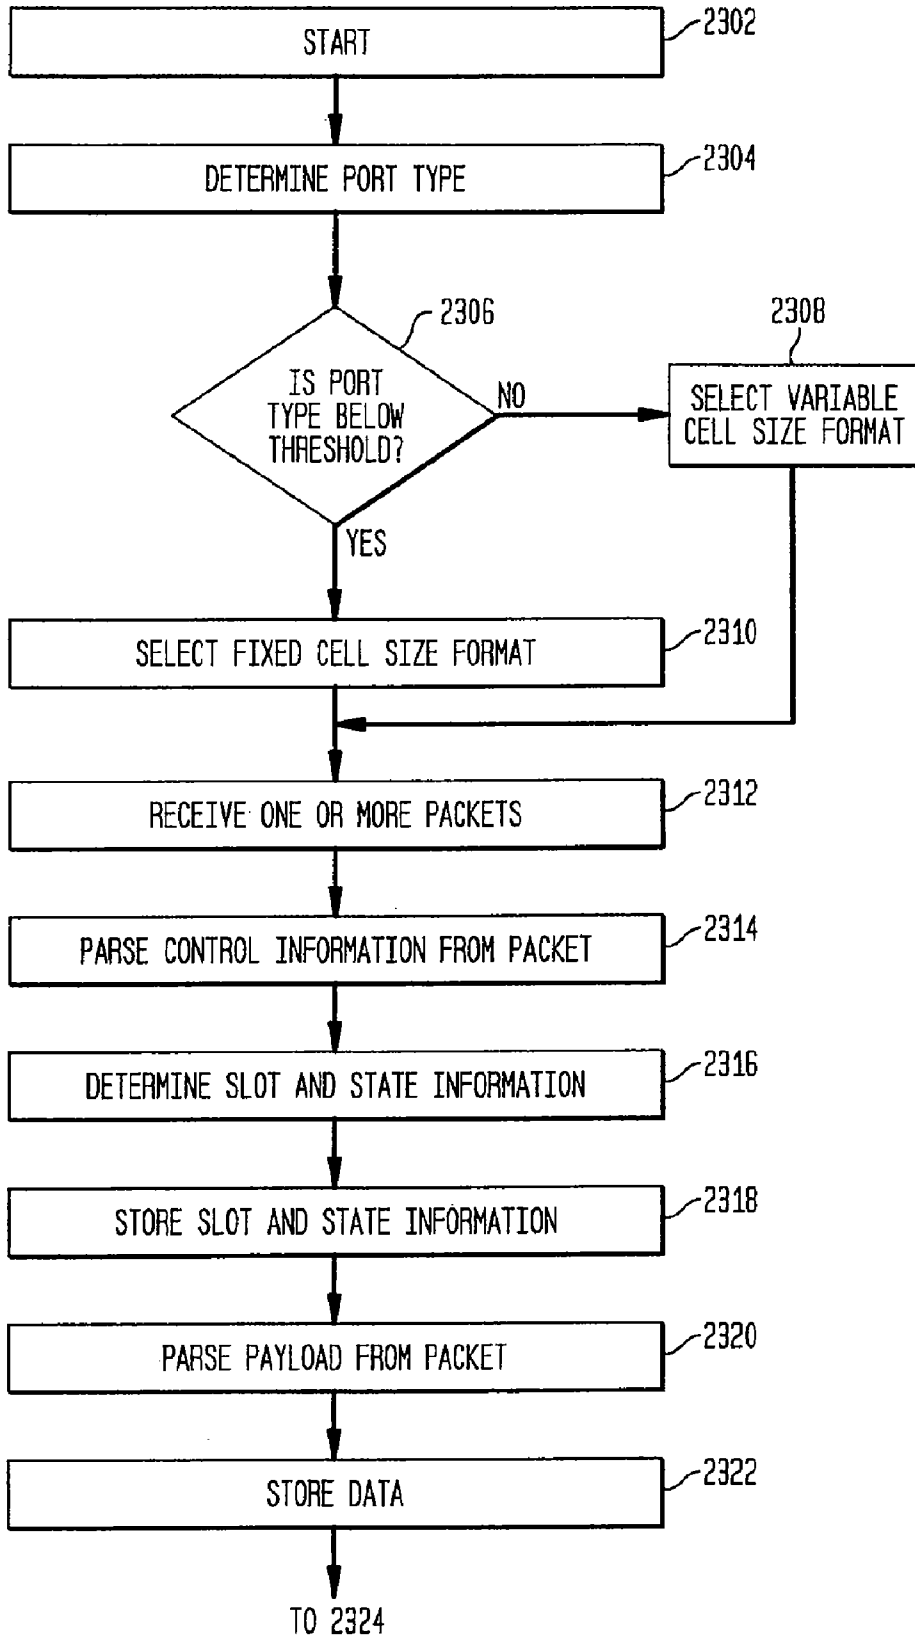 START
2302
DETERMINE PORT TYPE
2304
2306
IS PORT
TYPE BELOW
THRESHOLD?
NO
2308
SELECT VARIABLE
CELL SIZE FORMAT
YES
SELECT FIXED CELL SIZE FORMAT
2310
RECEIVE ONE OR MORE PACKETS
2312
PARSE CONTROL INFORMATION FROM PACKET
2314
DETERMINE SLOT AND STATE INFORMATION
2316
STORE SLOT AND STATE INFORMATION
2318
PARSE PAYLOAD FROM PACKET
2320
STORE DATA
2322
TO 2324